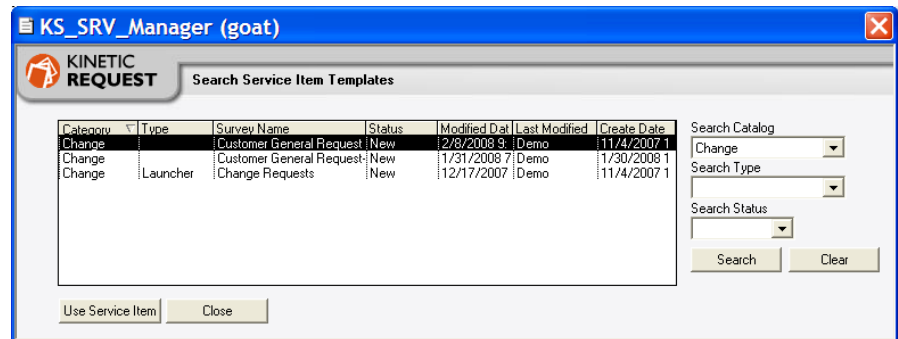 KS_SRV_Manager (goat)
KINETIC
REQUEST
Search Service Item Templates
Category Type Survey Name Status Modified Dat Last Modified Create Date
Change Customer General Request New 2/8/2008 9: Demo 11/4/2007 1
Change Customer General Request- New 1/31/2008 7 Demo 1/30/2008 1
Change Launcher Change Requests New 12/17/2007 Demo 11/4/2007 1
Search Catalog
Change
Search Type
Search Status
Search Clear
Use Service Item Close